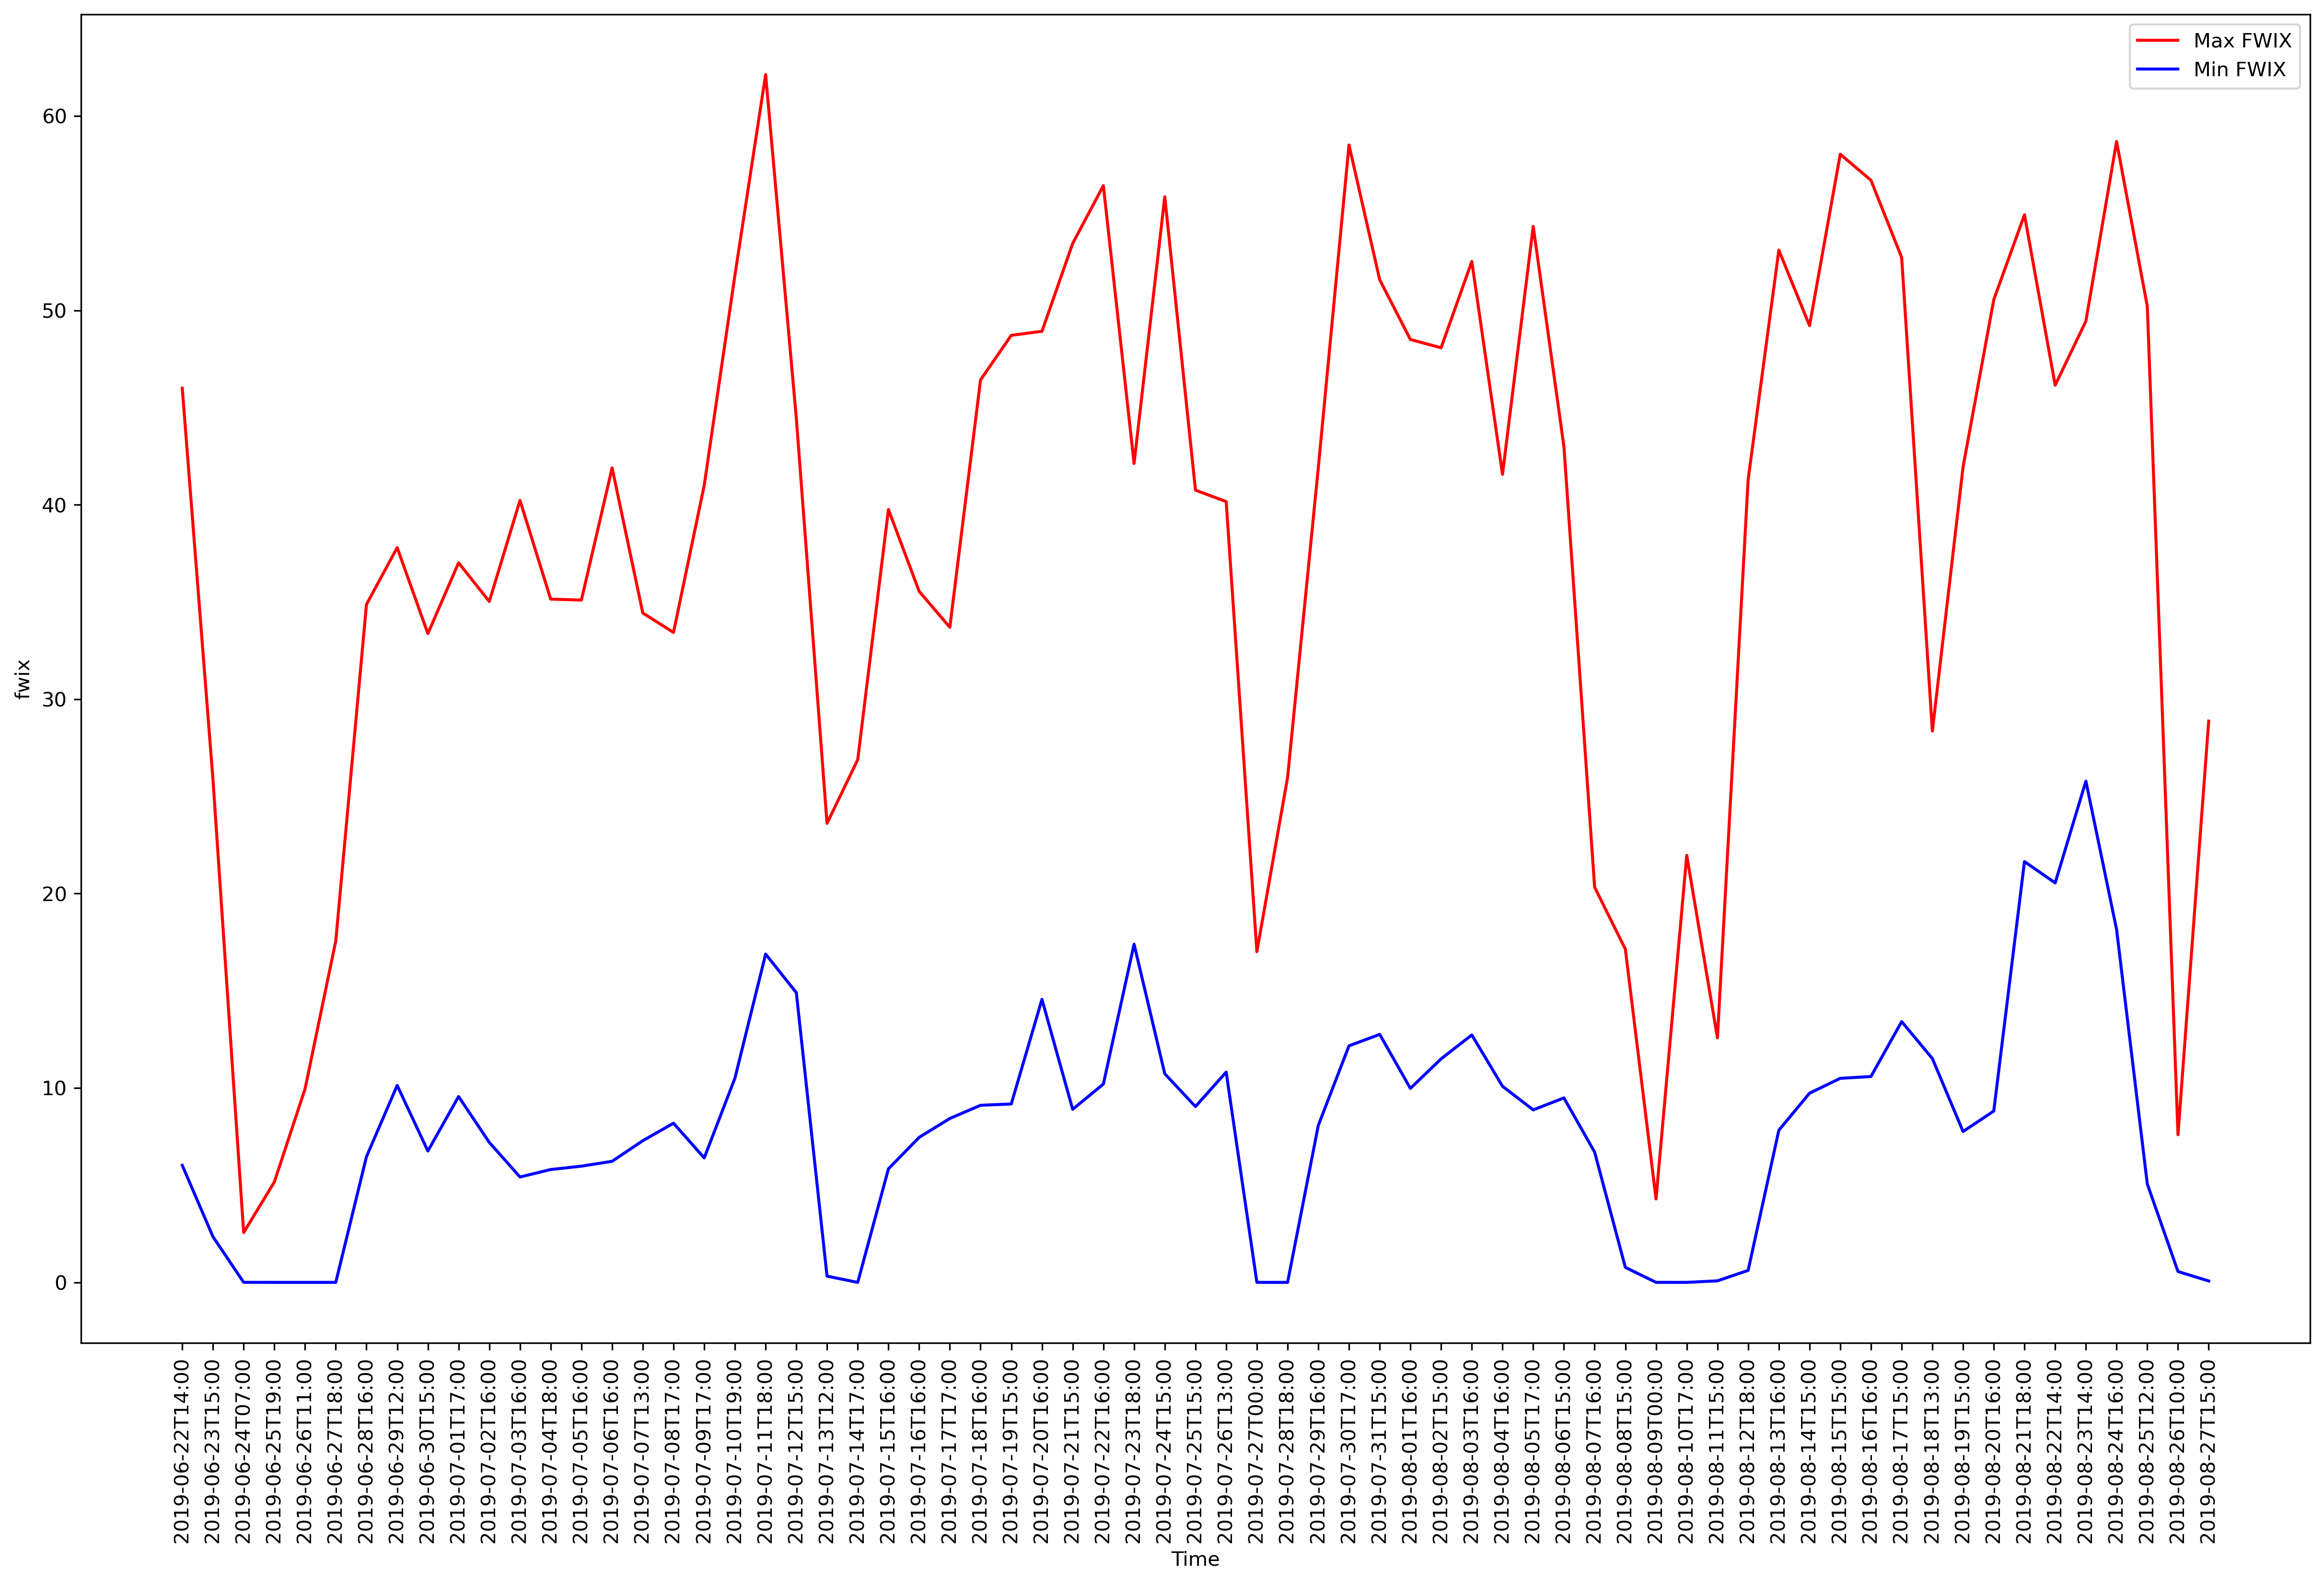 Max FWIX
Min FWIX
60
50
40
30
20
10
0
fwix
2019-06-22T14:00
2019-06-23T15:00
2019-06-24T07:00
2019-06-25T19:00
2019-06-26T11:00
2019-06-27T18:00
2019-06-28T16:00
2019-06-29T12:00
2019-06-30T15:00
2019-07-01T17:00
2019-07-02T16:00
2019-07-03T16:00
2019-07-04T18:00
2019-07-05T16:00
2019-07-06T16:00
2019-07-07T13:00
2019-07-08T17:00
2019-07-09T17:00
2019-07-10T19:00
2019-07-11T18:00
2019-07-12T15:00
2019-07-13T12:00
2019-07-14T17:00
2019-07-15T16:00
2019-07-16T16:00
2019-07-17T17:00
2019-07-18T16:00
2019-07-19T15:00
2019-07-20T16:00
2019-07-21T15:00
2019-07-22T16:00
2019-07-23T18:00
2019-07-24T15:00
2019-07-25T15:00
2019-07-26T13:00
2019-07-27T00:00
2019-07-28T18:00
2019-07-29T16:00
2019-07-30T17:00
2019-07-31T15:00
2019-08-01T16:00
2019-08-02T15:00
2019-08-03T16:00
2019-08-04T16:00
2019-08-05T17:00
2019-08-06T15:00
2019-08-07T16:00
2019-08-08T15:00
2019-08-09T00:00
2019-08-10T17:00
2019-08-11T15:00
2019-08-12T18:00
2019-08-13T16:00
2019-08-14T15:00
2019-08-15T15:00
2019-08-16T16:00
2019-08-17T15:00
2019-08-18T13:00
2019-08-19T15:00
2019-08-20T16:00
2019-08-21T18:00
2019-08-22T14:00
2019-08-23T14:00
2019-08-24T16:00
2019-08-25T12:00
2019-08-26T10:00
2019-08-27T15:00
Time